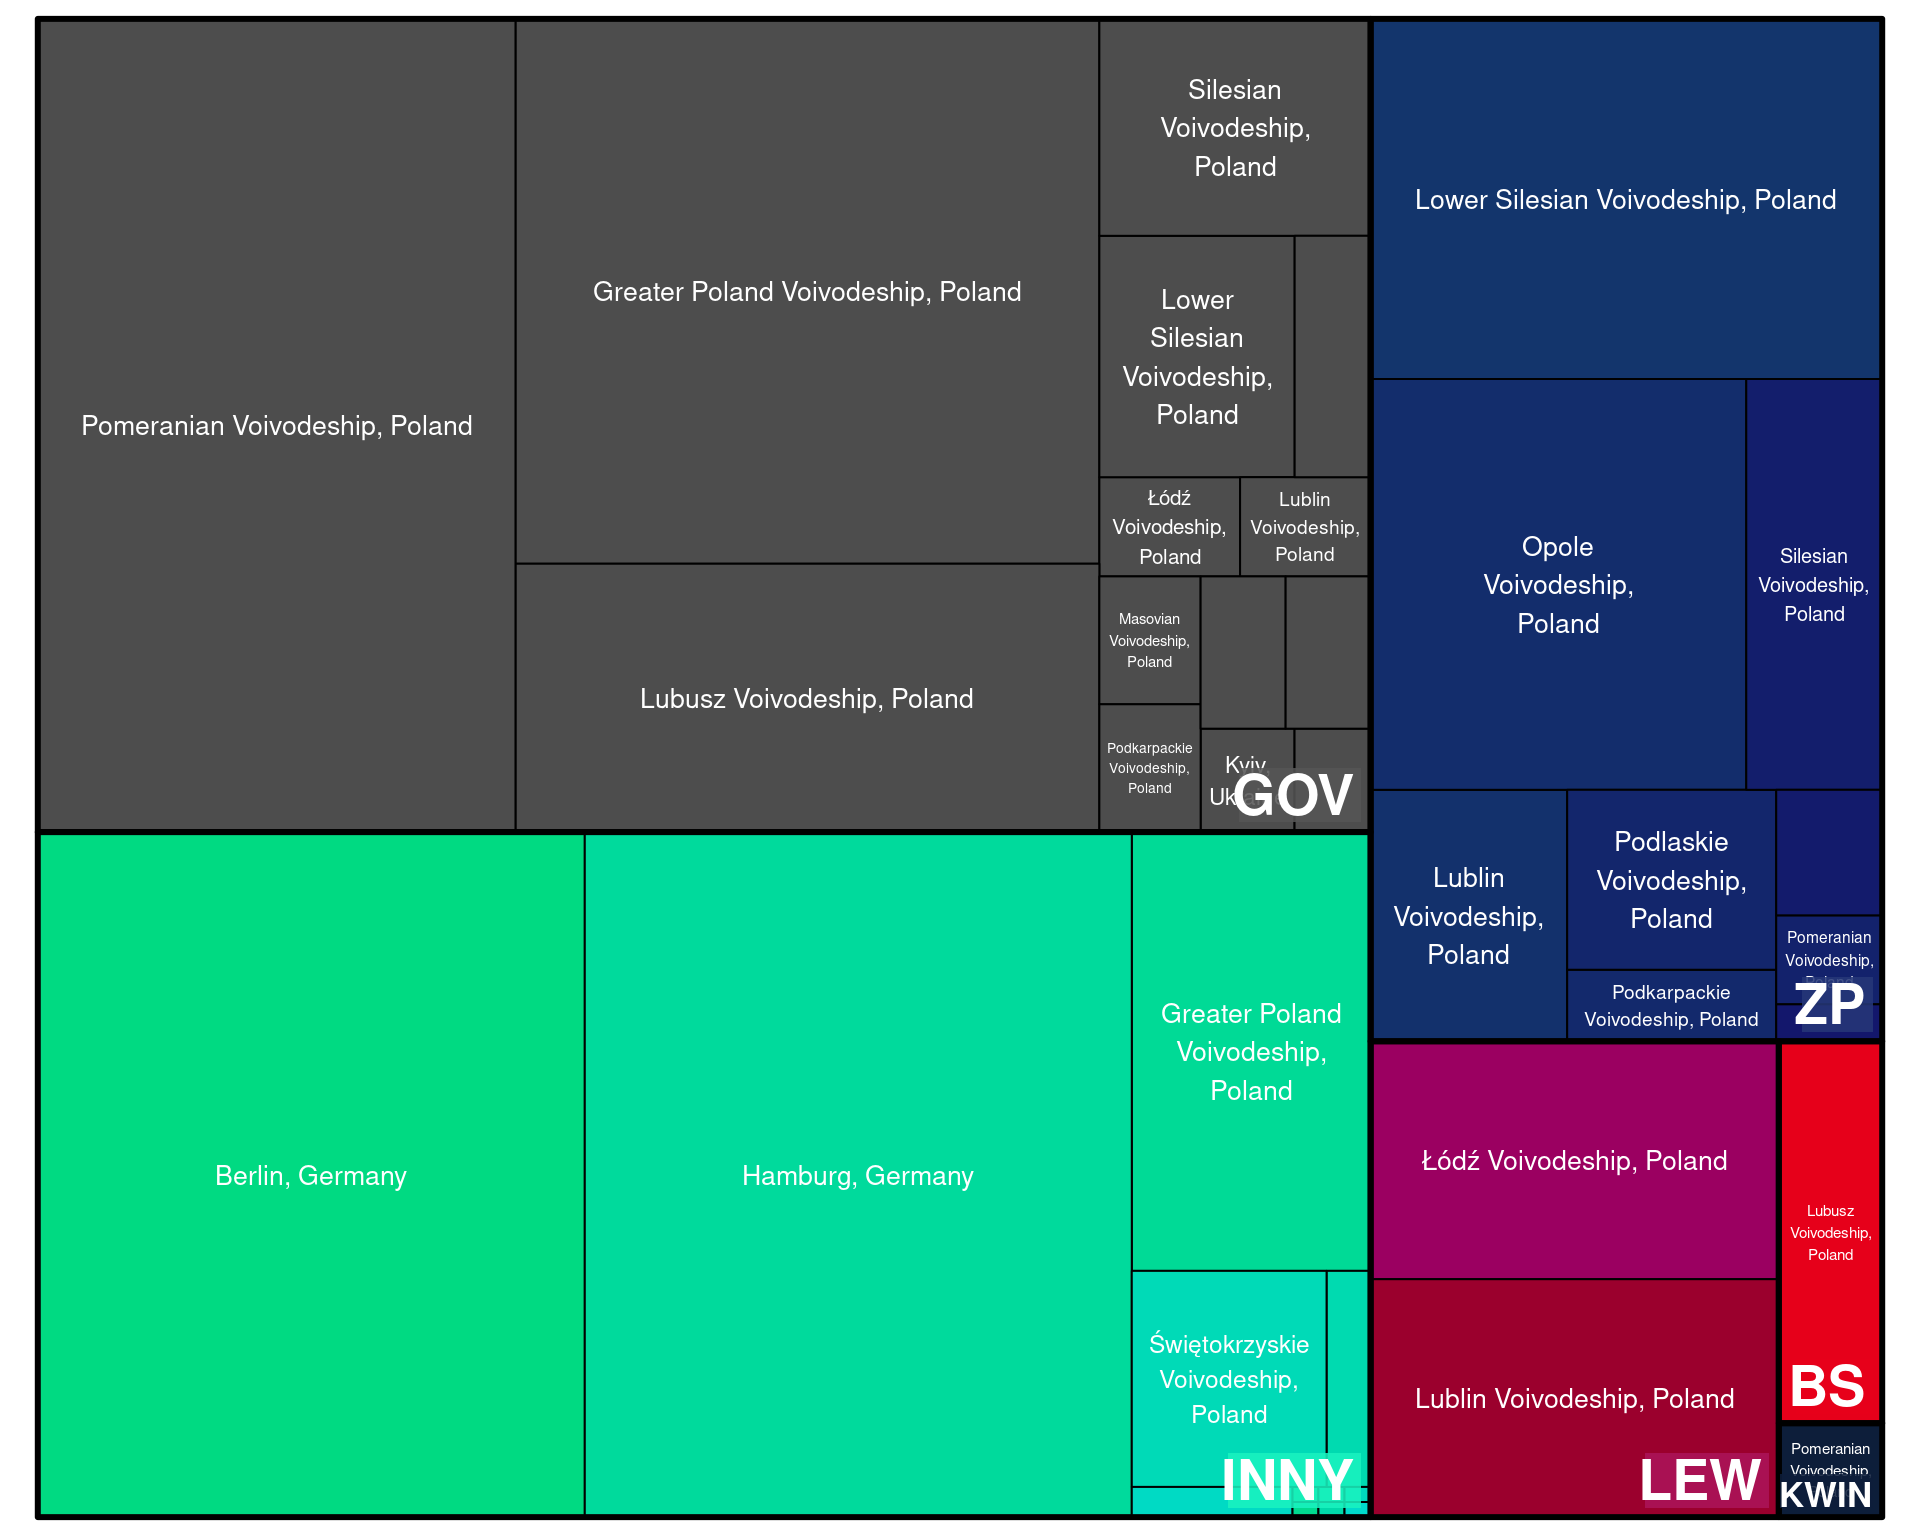 Pomeranian Voivodeship, Poland
Greater Poland Voivodeship, Poland
Lubusz Voivodeship, Poland
Silesian
Voivodeship,
Poland
Lower
Silesian
Voivodeship,
Poland
Łódź
Voivodeship,
Poland
Lublin
Voivodeship,
Poland
Masovian
Voivodeship,
Poland
Podkarpackie
Voivodeship,
Poland
Kyiv,
GOV
Berlin, Germany
Hamburg, Germany
Greater Poland
Voivodeship,
Poland
Świętokrzyskie
Voivodeship,
Poland
INNY
Lower Silesian Voivodeship, Poland
Opole
Voivodeship,
Poland
Silesian
Voivodeship,
Poland
Lublin
Voivodeship,
Poland
Podlaskie
Voivodeship,
Poland
Podkarpackie
Voivodeship, Poland
Pomeranian
Voivodeship,
Poland
ZP
Łódź Voivodeship, Poland
Lublin Voivodeship, Poland
LEW
Lubusz
Voivodeship,
Poland
BS
Pomeranian
Voivodeship,
KWIN